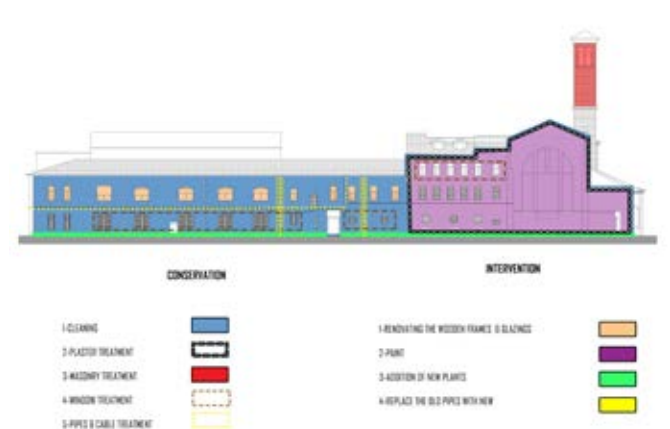 CONSERVATION
1-CLEANING
2-PLASTER TREATMENT
3-MASONRY TREATMENT
4-WINDOW TREATMENT
5-PIPES & CABLE TREATMENT
INTERVENTION
1-RENOVATING THE WOODEN FRAMES & GLAZINGS
2-PAINT
3-ADDITION OF NEW PLANTS
4-REPLACE THE OLD PIPES WITH NEW